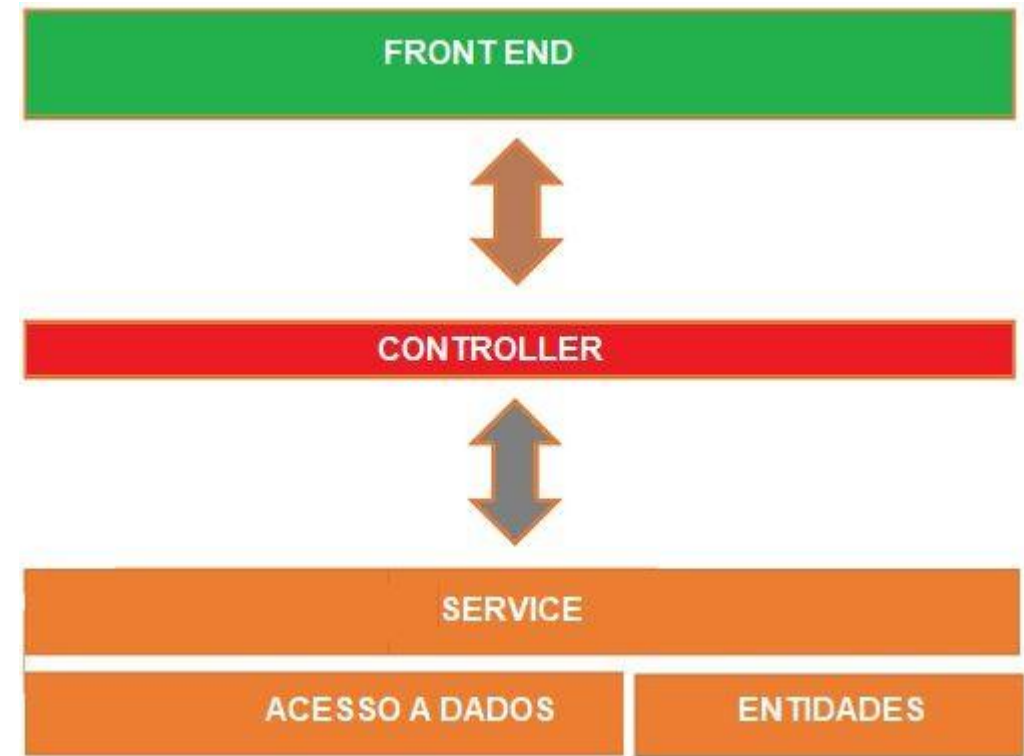 FRONT END
CONTROLLER
SERVICE
ACESSO A DADOS
ENTIDADES